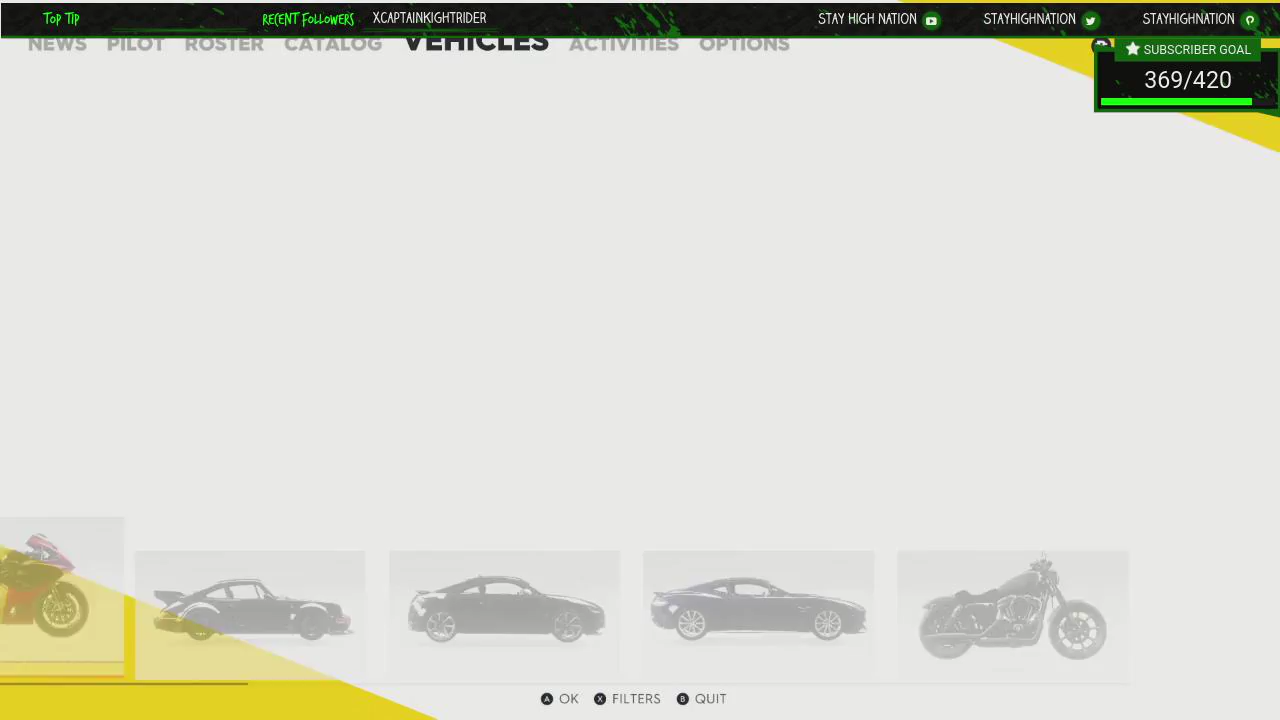 Top Tip RECENT FOLLOWERS XCAPTAINKIGHTRIDER STAY HIGH NATION STAYHIGHNATION STAYHIGHNATION
NEWS PILOT ROSTER CATALOG VEHICLES ACTIVITIES OPTIONS
SUBSCRIBER GOAL
369/420
A OK X FILTERS B QUIT